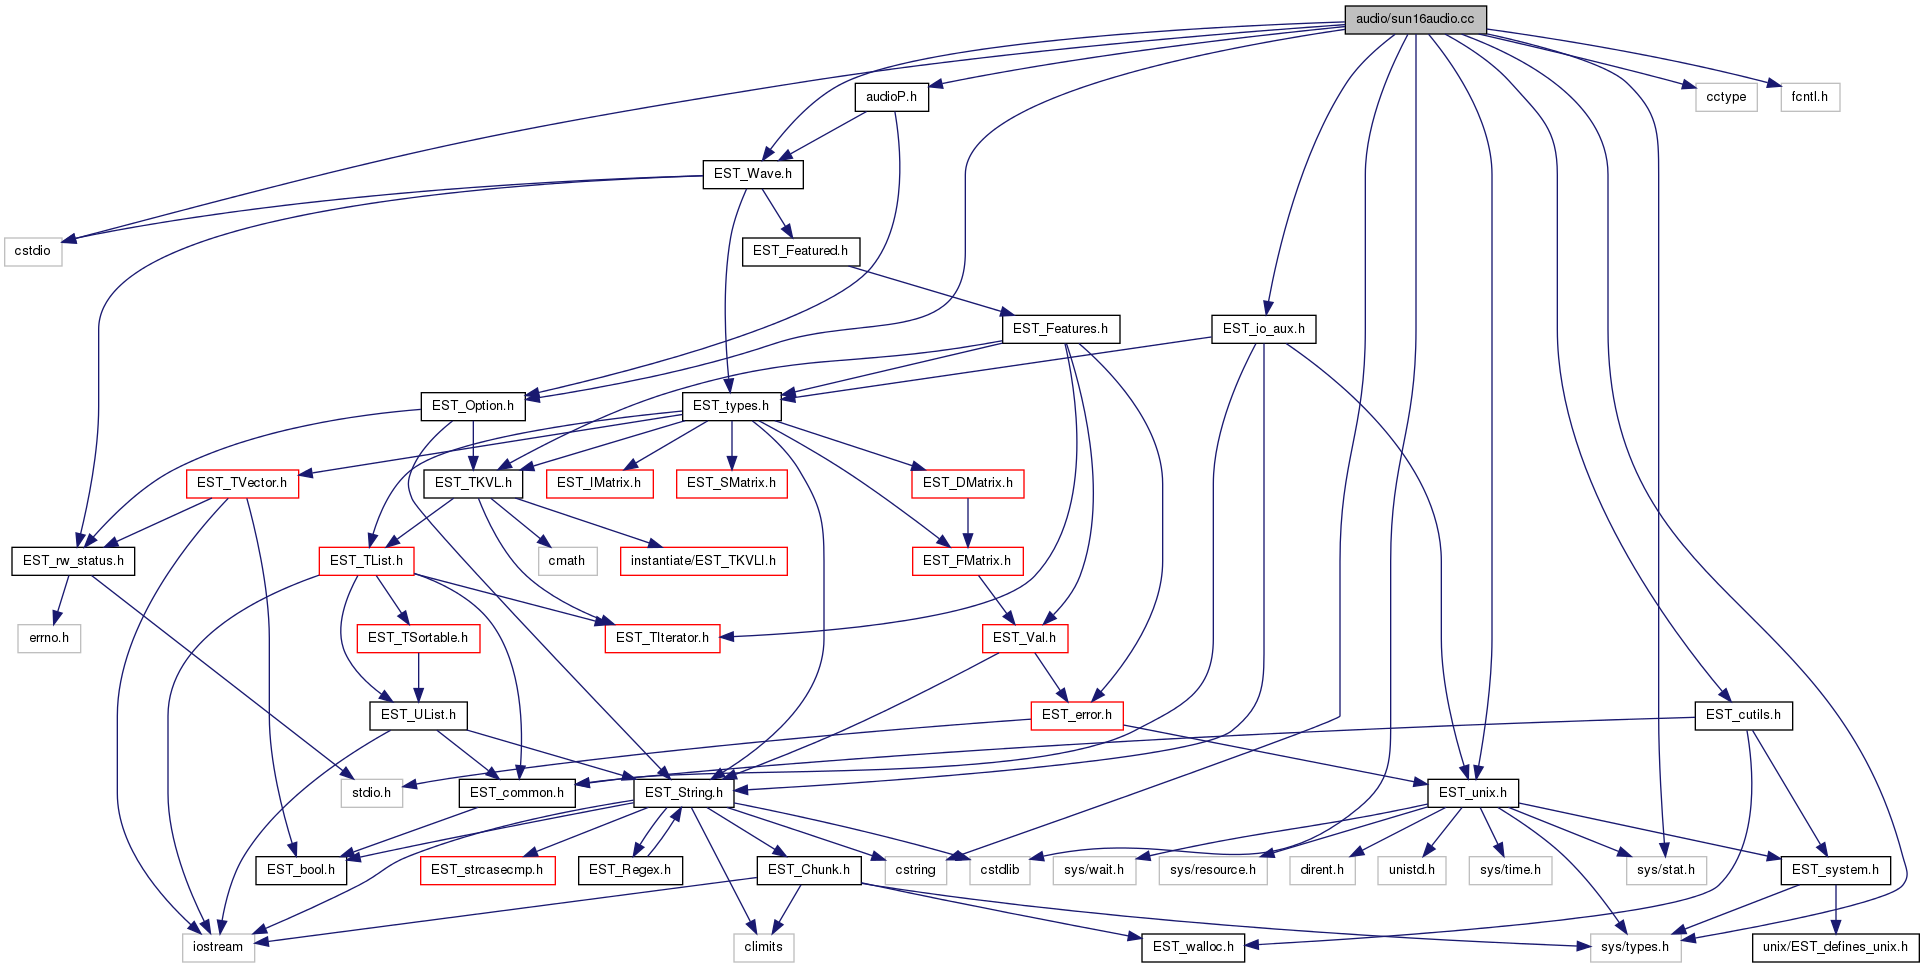 audio/sun16audio.cc
audioP.h
cctype
fcntl.h
EST_Wave.h
cstdio
EST_Featured.h
EST_Features.h
EST_io_aux.h
EST_Option.h
EST_types.h
EST_TVector.h
EST_TKVL.h
EST_IMatrix.h
EST_SMatrix.h
EST_DMatrix.h
EST_rw_status.h
EST_TList.h
cmath
instantiate/EST_TKVLI.h
EST_FMatrix.h
errno.h
EST_TSortable.h
EST_TIterator.h
EST_Val.h
EST_UList.h
EST_error.h
EST_cutils.h
stdio.h
EST_common.h
EST_String.h
EST_unix.h
EST_bool.h
EST_strcasecmp.h
EST_Regex.h
EST_Chunk.h
cstring
cstdlib
sys/wait.h
sys/resource.h
dirent.h
unistd.h
sys/time.h
sys/stat.h
EST_system.h
iostream
climits
EST_walloc.h
sys/types.h
unix/EST_defines_unix.h